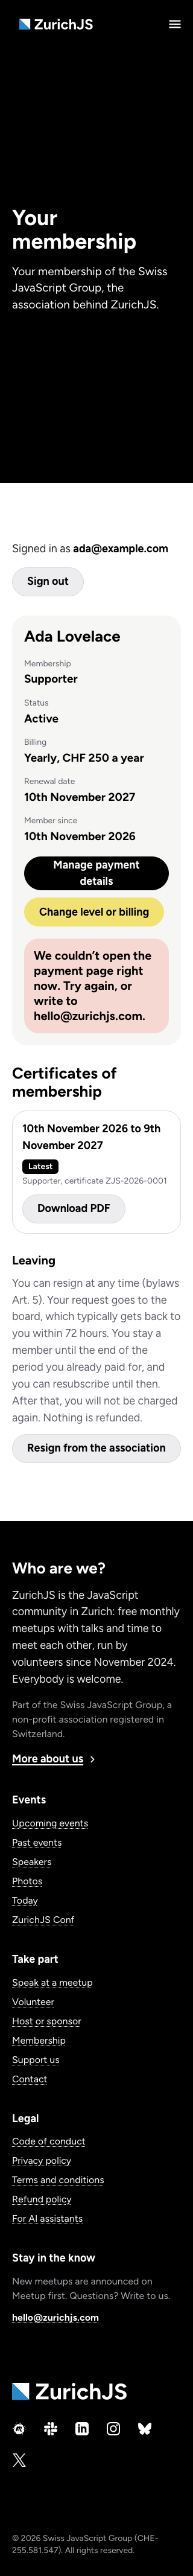 ZurichJS
Your
membership
Your membership of the Swiss
JavaScript Group, the
association behind ZurichJS.
Signed in as ada@example.com
Sign out
Ada Lovelace
Membership
Supporter
Status
Active
Billing
Yearly, CHF 250 a year
Renewal date
10th November 2027
Member since
10th November 2026
Manage payment
details
Change level or billing
We couldn’t open the
payment page right
now. Try again, or
write to
hello@zurichjs.com.
Certificates of
membership
10th November 2026 to 9th
November 2027
Latest
Supporter, certificate ZJS-2026-0001
Download PDF
Leaving
You can resign at any time (bylaws
Art. 5). Your request goes to the
board, which typically gets back to
you within 72 hours. You stay a
member until the end of the
period you already paid for, and
you can resubscribe until then.
After that, you will not be charged
again. Nothing is refunded.
Resign from the association
Who are we?
ZurichJS is the JavaScript
community in Zurich: free monthly
meetups with talks and time to
meet each other, run by
volunteers since November 2024.
Everybody is welcome.
Part of the Swiss JavaScript Group, a
non-profit association registered in
Switzerland.
More about us
Events
Upcoming events
Past events
Speakers
Photos
Today
ZurichJS Conf
Take part
Speak at a meetup
Volunteer
Host or sponsor
Membership
Support us
Contact
Legal
Code of conduct
Privacy policy
Terms and conditions
Refund policy
For AI assistants
Stay in the know
New meetups are announced on
Meetup first. Questions? Write to us.
hello@zurichjs.com
ZurichJS
© 2026 Swiss JavaScript Group (CHE-
255.581.547). All rights reserved.